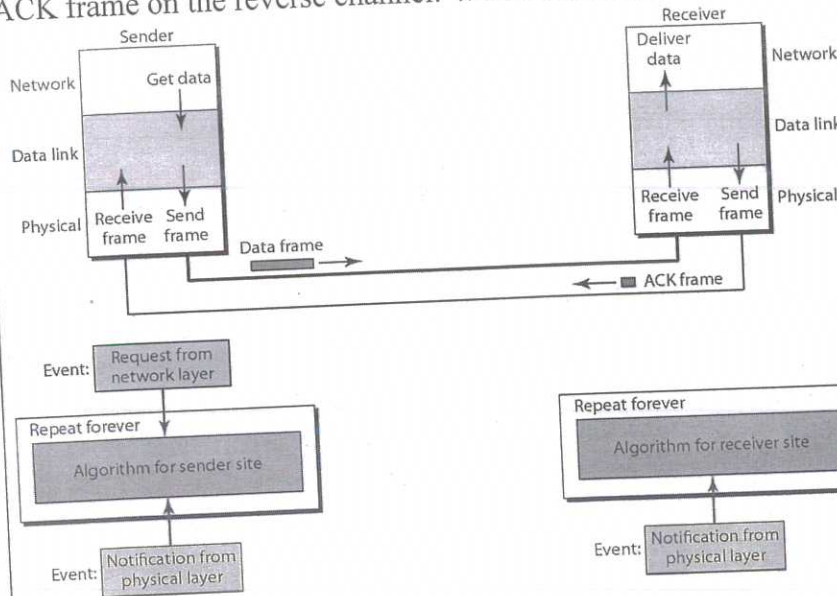 ACK frame on the reverse channel.
Sender
Receiver
Network
Get data
Deliver
data
Network
Data link
Data link
Physical
Receive
frame
Send
frame
Receive
frame
Send
frame
Physical
Data frame
ACK frame
Event:
Request from
network layer
Repeat forever
Algorithm for sender site
Repeat forever
Algorithm for receiver site
Event:
Notification from
physical layer
Event:
Notification from
physical layer